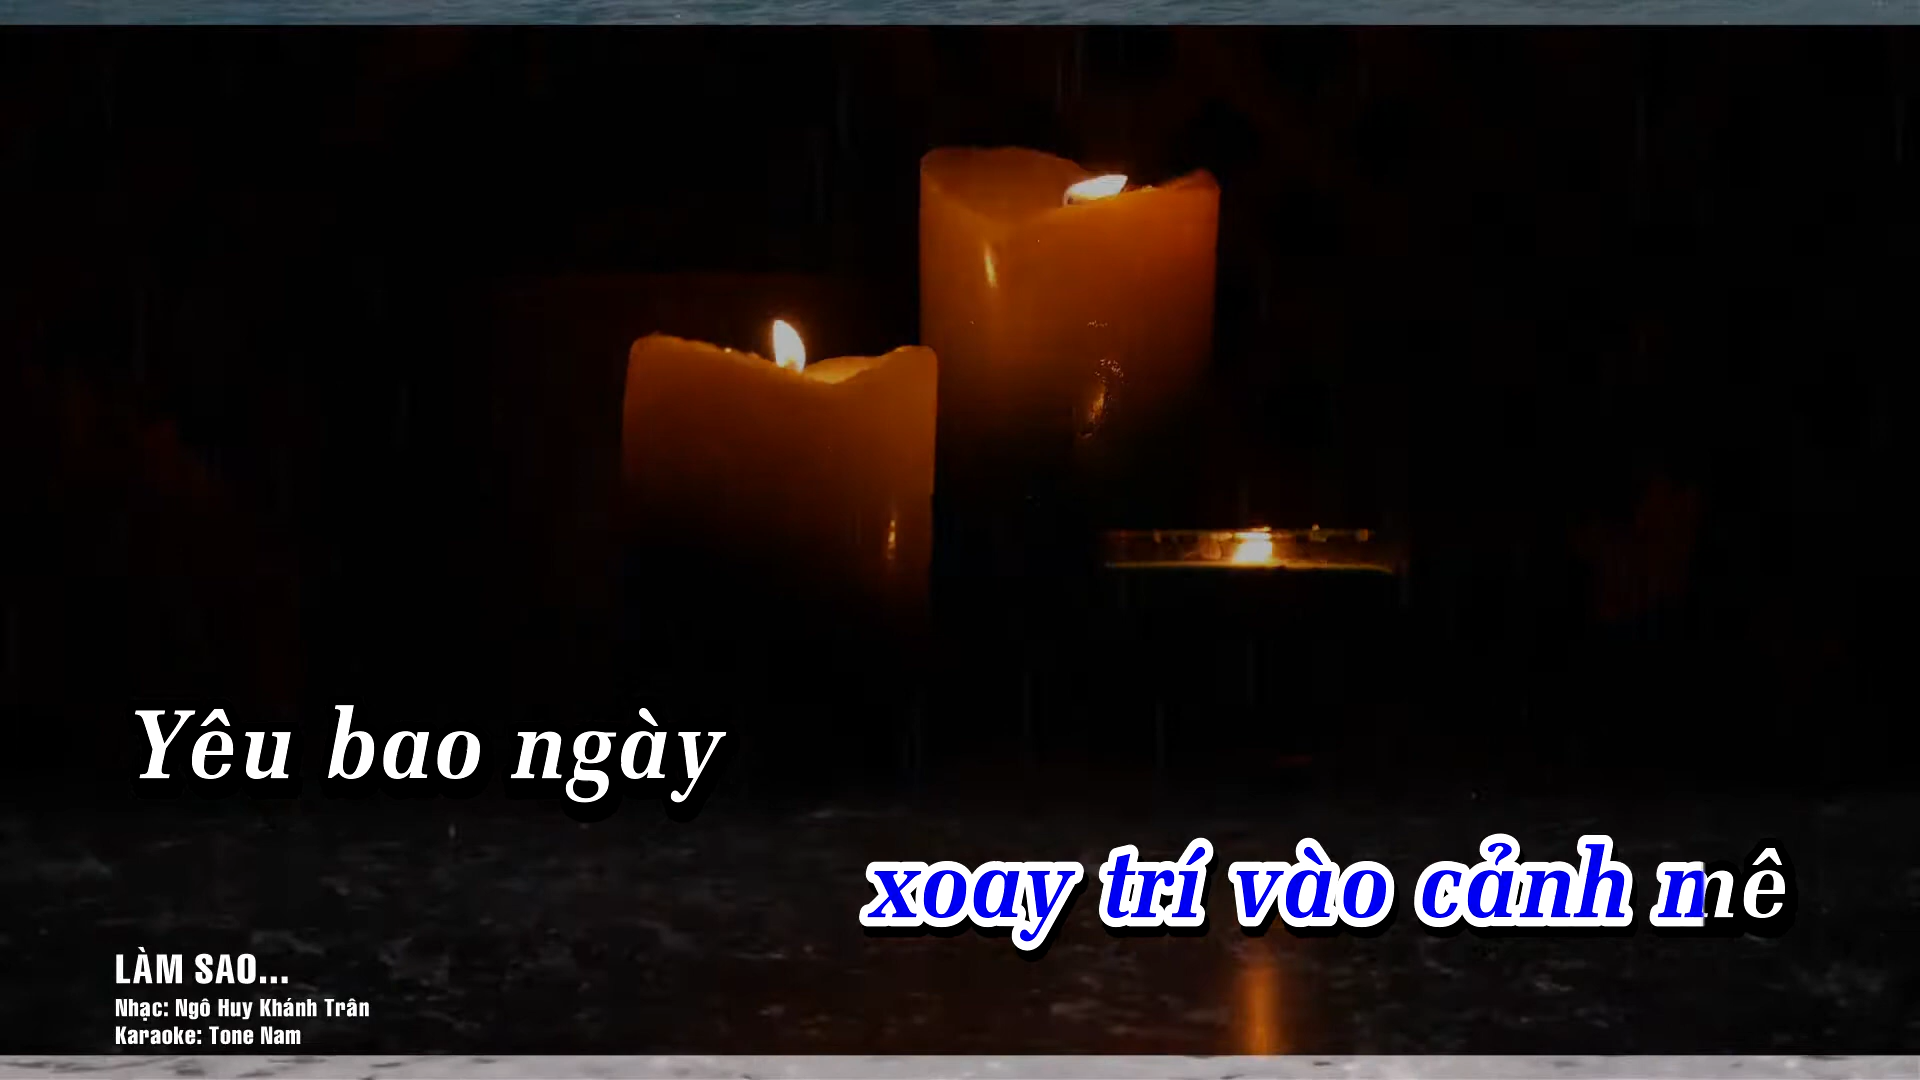 Yêu bao ngày
xoay trí vào cảnh mê
LÀM SAO...
Nhạc: Ngô Huy Khánh Trân
Karaoke: Tone Nam